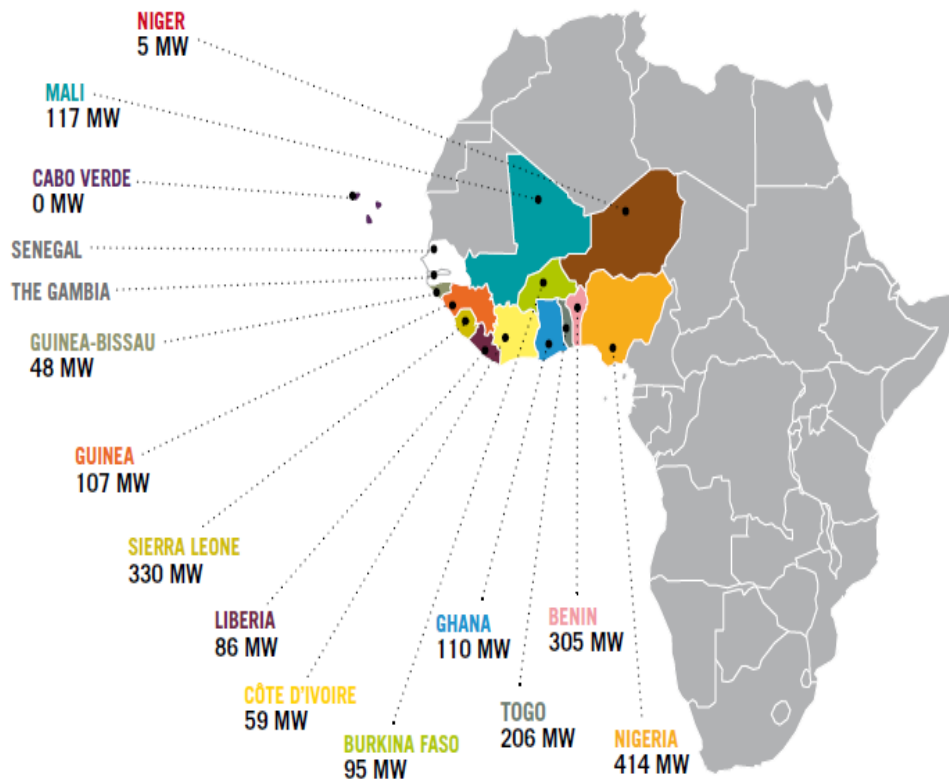 NIGER
5 MW
MALI
117 MW
CABO VERDE
0 MW
SENEGAL
THE GAMBIA
GUINEA-BISSAU
48 MW
GUINEA
107 MW
SIERRA LEONE
330 MW
LIBERIA
86 MW
GHANA
110 MW
BENIN
305 MW
CÔTE D'IVOIRE
59 MW
TOGO
206 MW
BURKINA FASO
95 MW
NIGERIA
414 MW